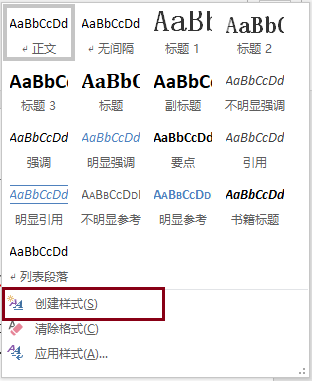 AaBbCcDd AaBbCcDd AaBbC AaBbC
↲ 正文 ↲ 无间隔 标题 1 标题 2
AaBbCc AaBbCc AaBbCc AaBbCcDd
标题 3 标题 副标题 不明显强调
AaBbCcDd AaBbCcDd AaBbCcDd AaBbCcDd
强调 明显强调 要点 引用
AaBbCcDd AaBbCcDd AaBbCcDd AaBbCcDd
明显引用 不明显参考 明显参考 书籍标题
AaBbCcDd
↲ 列表段落
创建样式(S)
清除格式(C)
应用样式(A)...